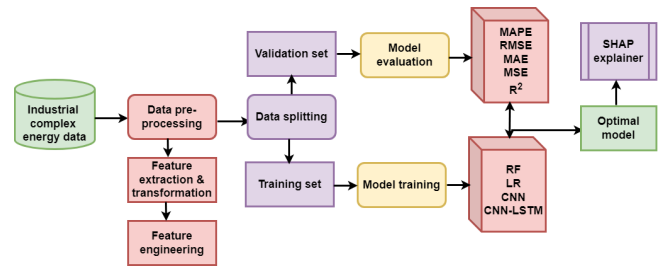 Industrial
complex
energy data
Data pre-
processing
Feature
extraction &
transformation
Feature
engineering
Validation set
Data splitting
Training set
Model
evaluation
Model training
MAPE
RMSE
MAE
MSE
R²
RF
LR
CNN
CNN-LSTM
SHAP
explainer
Optimal
model